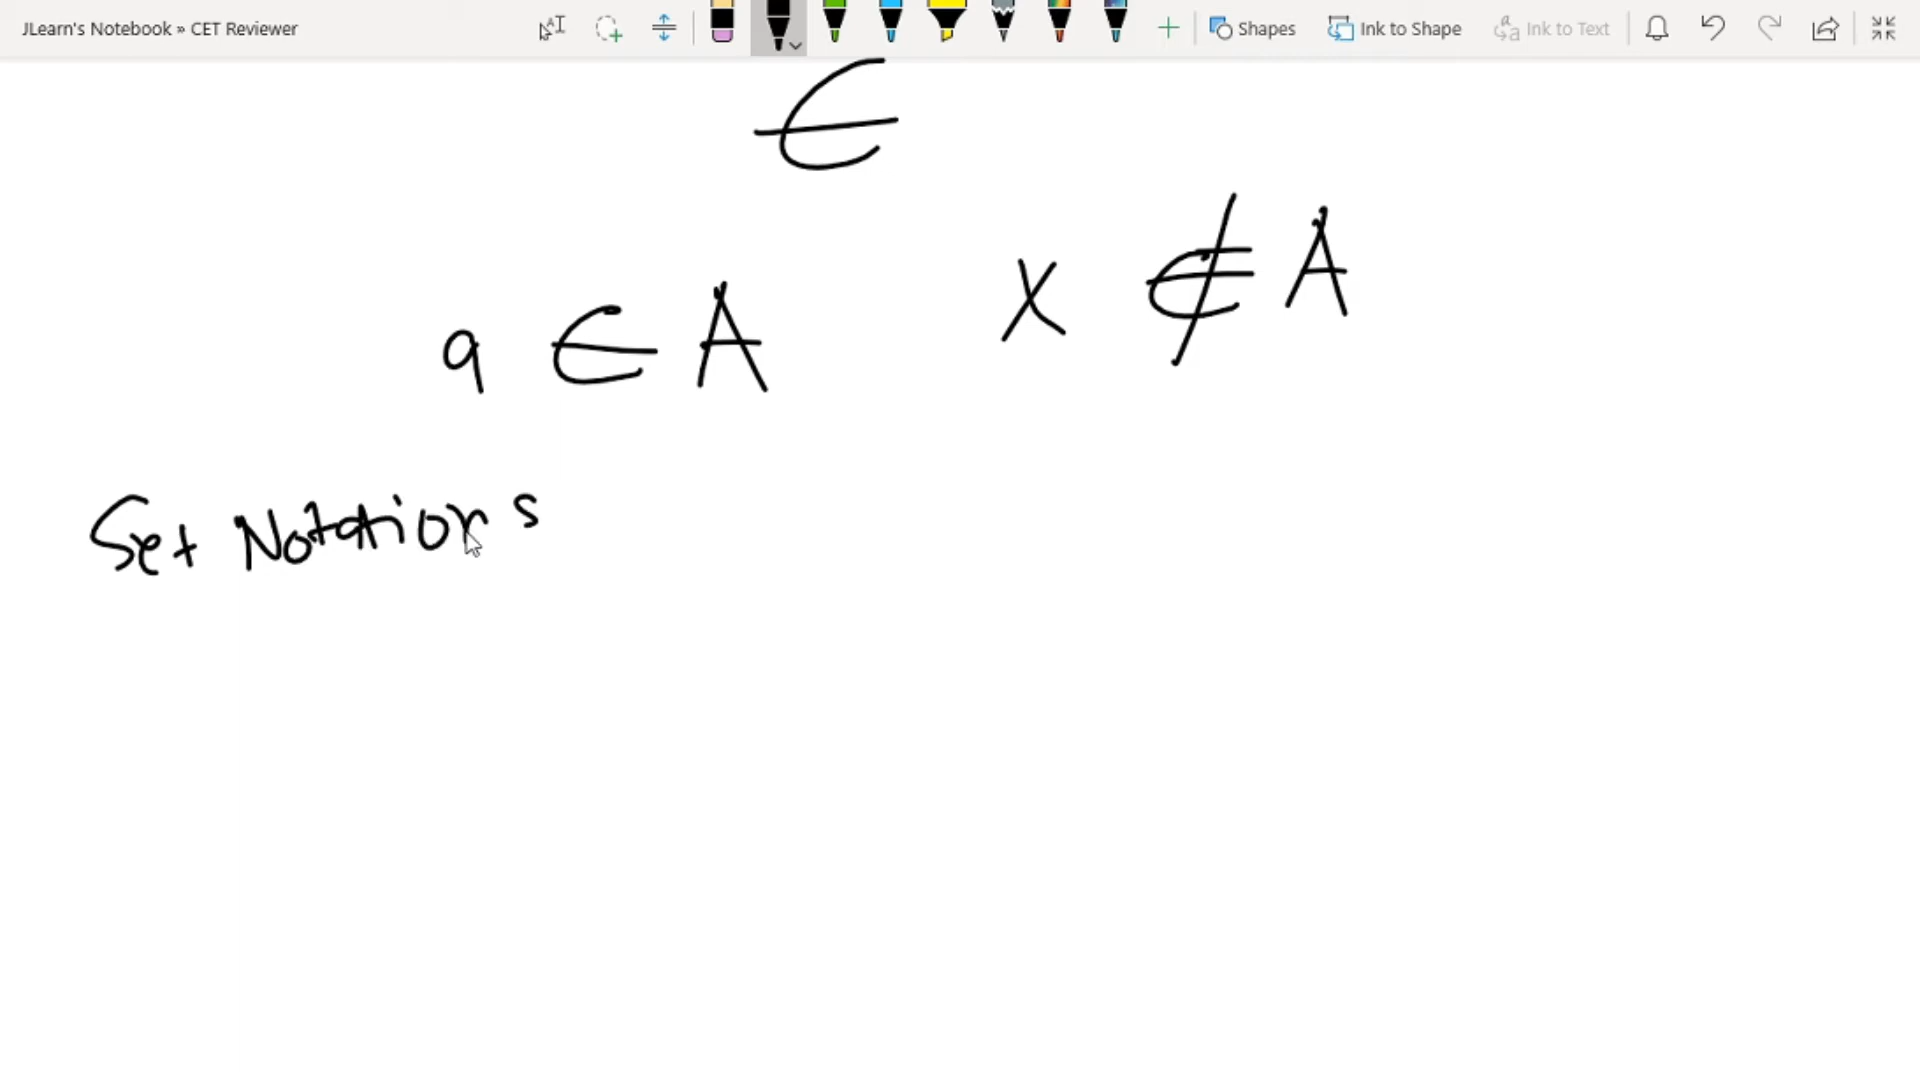 JLearn's Notebook » CET Reviewer Shapes Ink to Shape Ink to Text
∈
a ∈ A x ∉ A
Set Notations